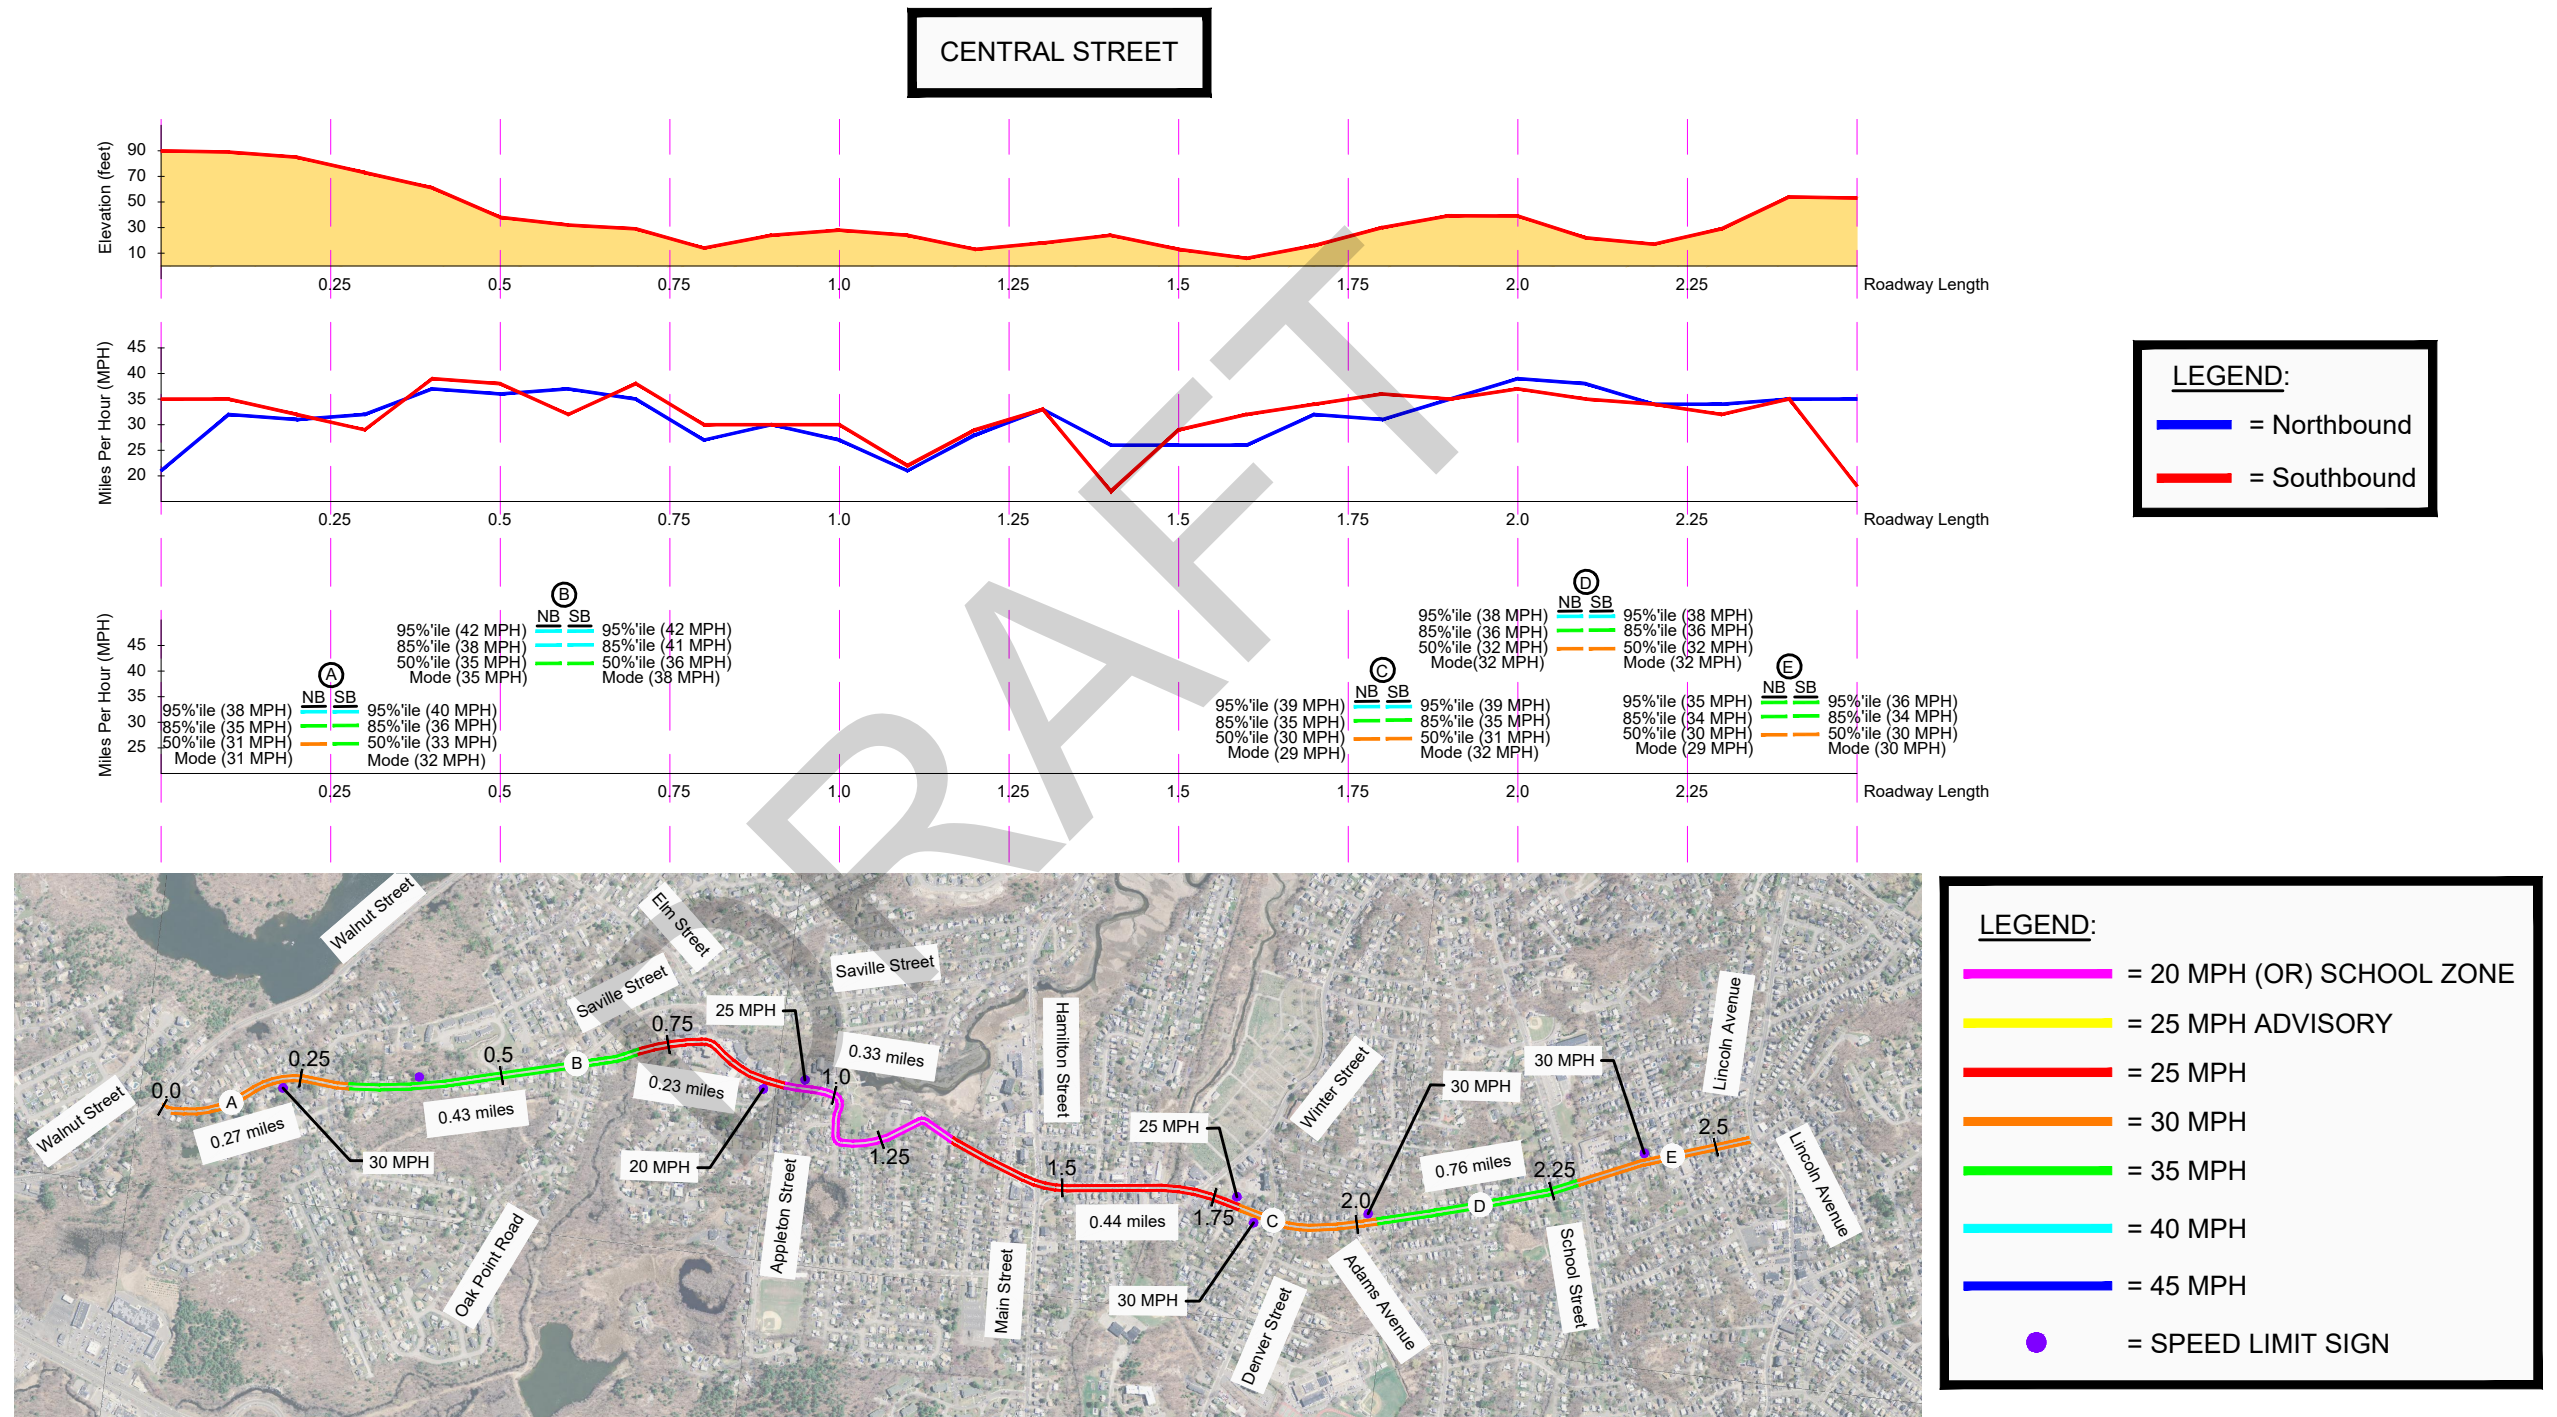 CENTRAL STREET
Elevation (feet)
90
70
50
30
10
0.25 0.5 0.75 1.0 1.25 1.5 1.75 2.0 2.25 Roadway Length
Miles Per Hour (MPH)
45
40
35
30
25
20
0.25 0.5 0.75 1.0 1.25 1.5 1.75 2.0 2.25 Roadway Length
LEGEND:
= Northbound
= Southbound
Miles Per Hour (MPH)
45
40
35
30
25
A
NB SB
95%'ile (38 MPH) 95%'ile (40 MPH)
85%'ile (35 MPH) 85%'ile (36 MPH)
50%'ile (31 MPH) 50%'ile (33 MPH)
Mode (31 MPH) Mode (32 MPH)
B
NB SB
95%'ile (42 MPH) 95%'ile (42 MPH)
85%'ile (38 MPH) 85%'ile (41 MPH)
50%'ile (35 MPH) 50%'ile (36 MPH)
Mode (35 MPH) Mode (38 MPH)
C
NB SB
95%'ile (39 MPH) 95%'ile (39 MPH)
85%'ile (35 MPH) 85%'ile (35 MPH)
50%'ile (30 MPH) 50%'ile (31 MPH)
Mode (29 MPH) Mode (32 MPH)
D
NB SB
95%'ile (38 MPH) 95%'ile (38 MPH)
85%'ile (36 MPH) 85%'ile (36 MPH)
50%'ile (32 MPH) 50%'ile (32 MPH)
Mode(32 MPH) Mode (32 MPH)
E
NB SB
95%'ile (35 MPH) 95%'ile (36 MPH)
85%'ile (34 MPH) 85%'ile (34 MPH)
50%'ile (30 MPH) 50%'ile (30 MPH)
Mode (29 MPH) Mode (30 MPH)
0.25 0.5 0.75 1.0 1.25 1.5 1.75 2.0 2.25 Roadway Length
DRAFT
Walnut Street
Walnut Street
0.0
A
0.25
0.27 miles
30 MPH
0.43 miles
0.5
Oak Point Road
B
Saville Street
Elm Street
0.75
0.23 miles
25 MPH
20 MPH
Saville Street
0.33 miles
1.0
Appleton Street
1.25
Hamilton Street
1.5
Main Street
0.44 miles
25 MPH
1.75
30 MPH
C
Denver Street
Winter Street
2.0
30 MPH
Adams Avenue
0.76 miles
D
2.25
School Street
30 MPH
E
2.5
Lincoln Avenue
Lincoln Avenue
LEGEND:
= 20 MPH (OR) SCHOOL ZONE
= 25 MPH ADVISORY
= 25 MPH
= 30 MPH
= 35 MPH
= 40 MPH
= 45 MPH
= SPEED LIMIT SIGN